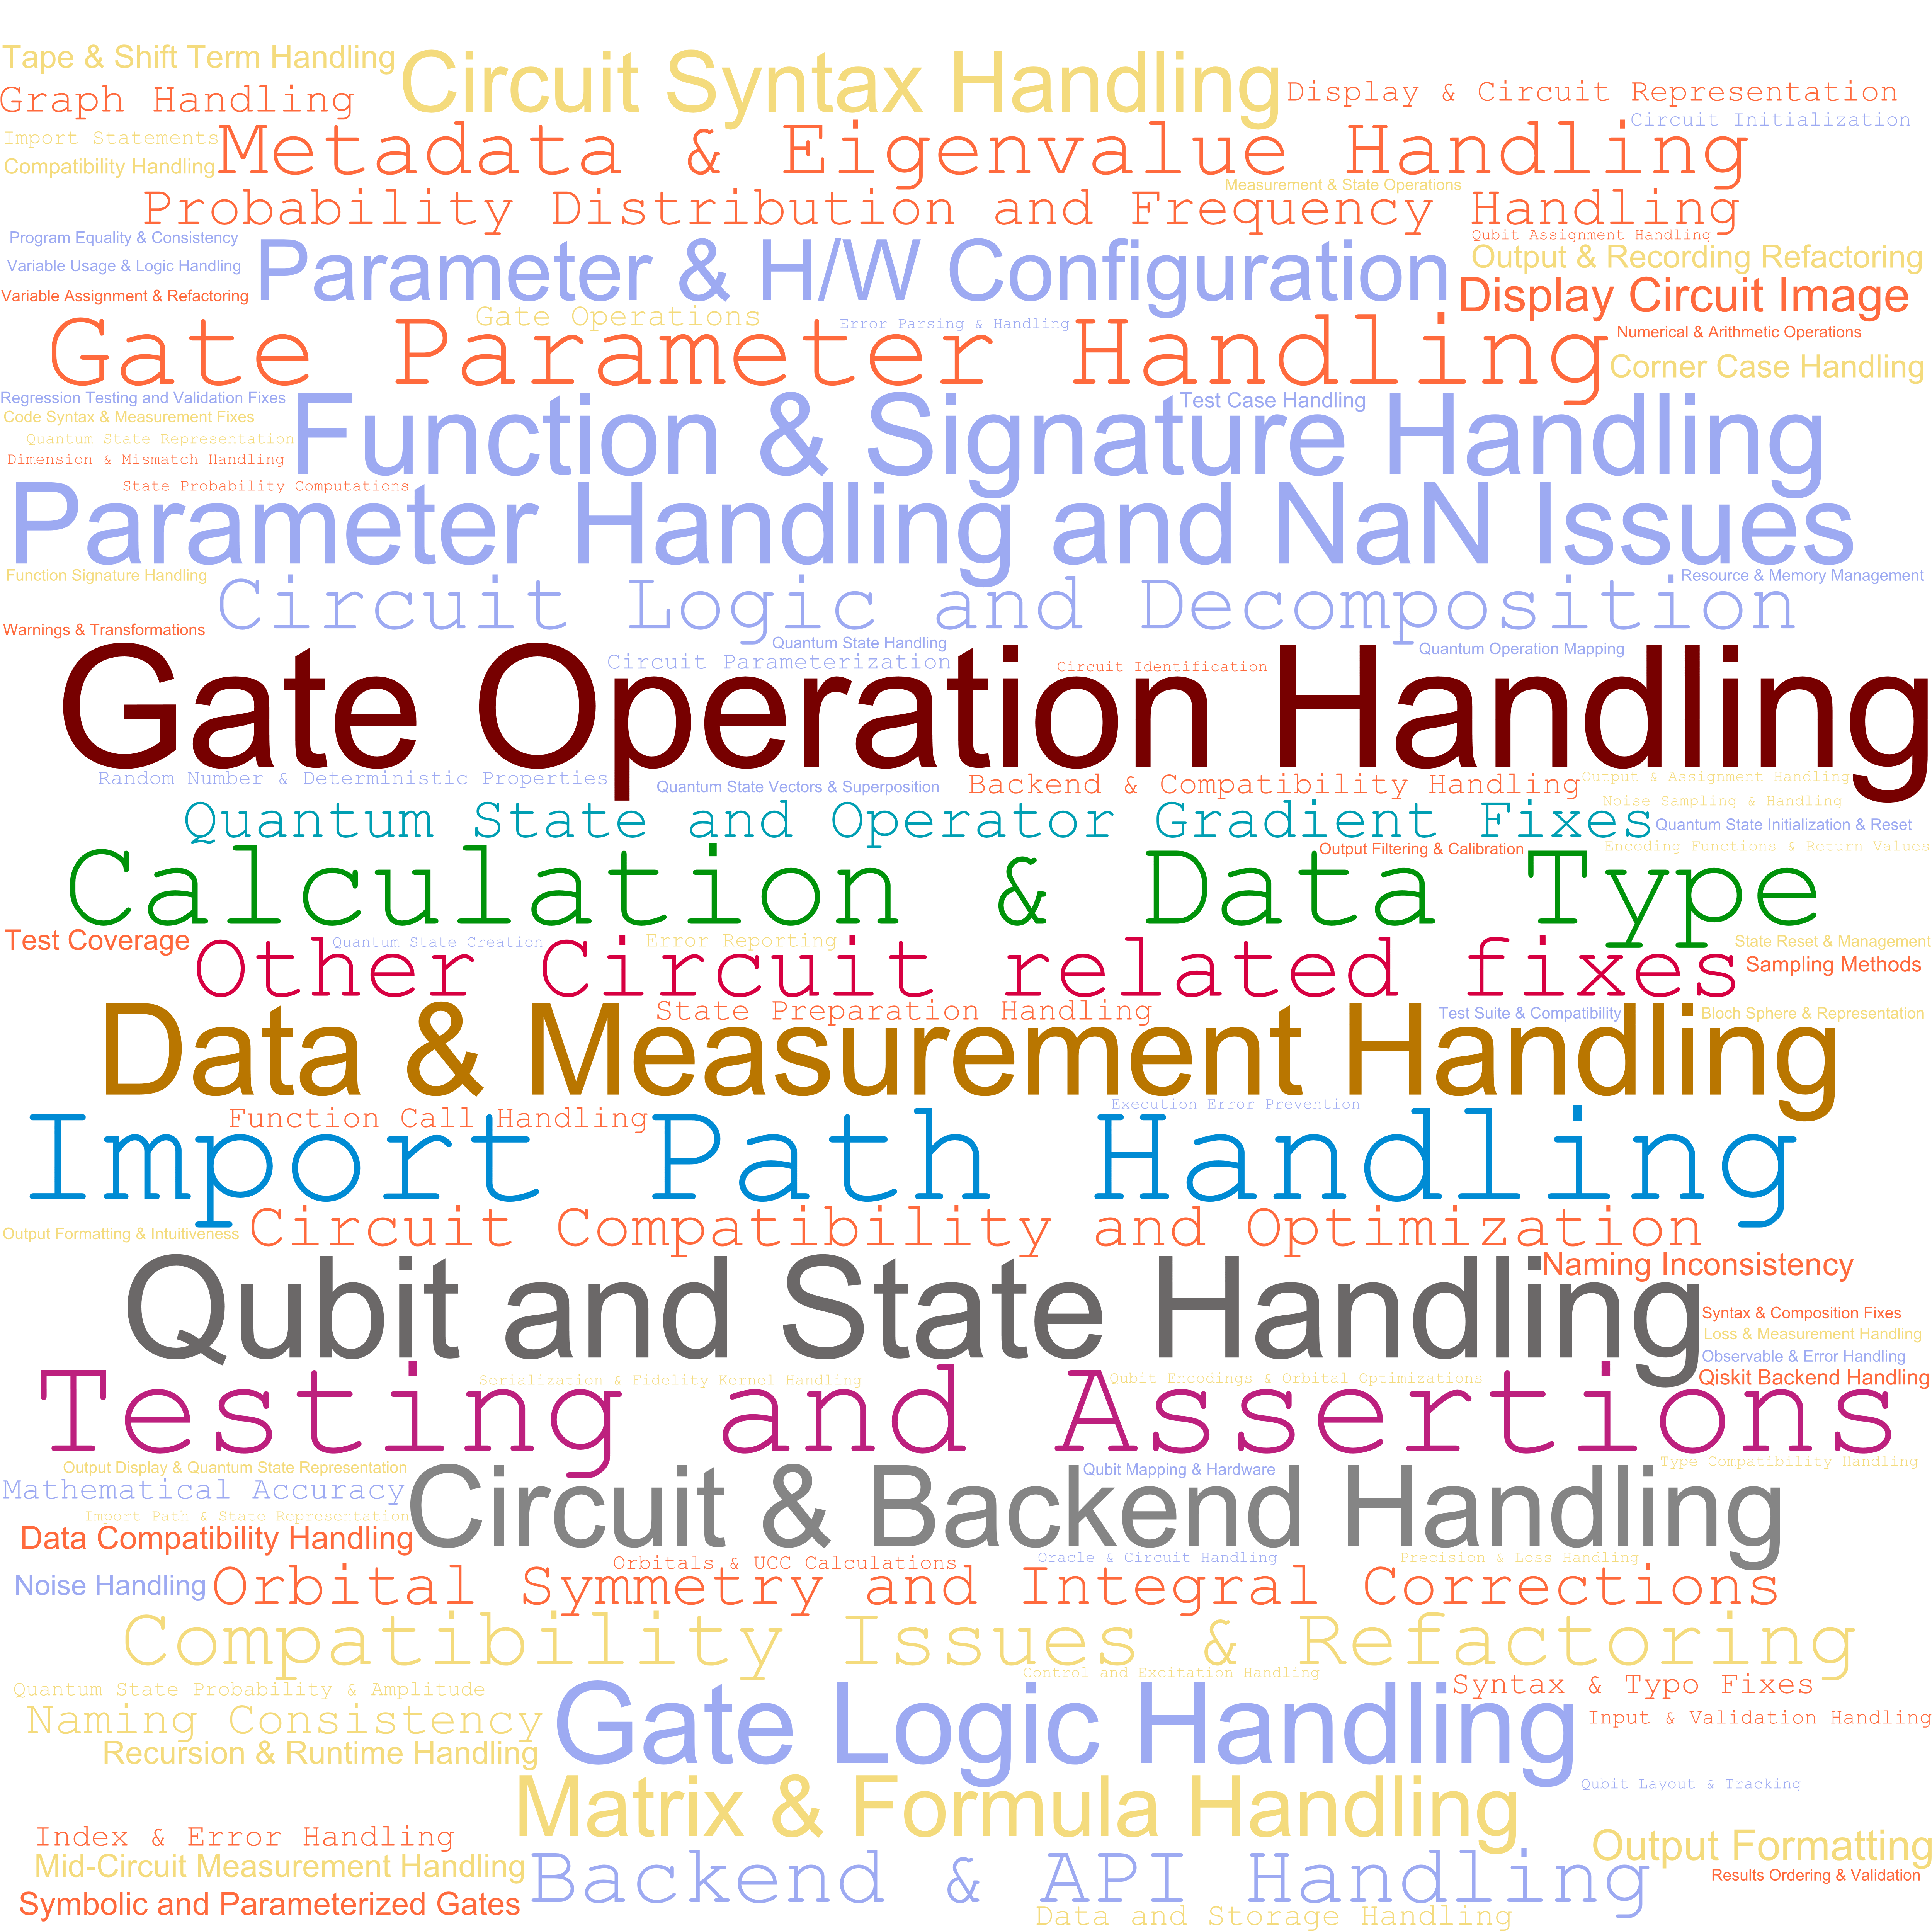 Tape & Shift Term Handling
Circuit Syntax Handling
Graph Handling
Display & Circuit Representation
Import Statements
Circuit Initialization
Metadata & Eigenvalue Handling
Compatibility Handling
Measurement & State Operations
Probability Distribution and Frequency Handling
Program Equality & Consistency
Qubit Assignment Handling
Parameter & H/W Configuration
Output & Recording Refactoring
Variable Usage & Logic Handling
Variable Assignment & Refactoring
Display Circuit Image
Gate Operations
Error Parsing & Handling
Numerical & Arithmetic Operations
Gate Parameter Handling
Corner Case Handling
Regression Testing and Validation Fixes
Test Case Handling
Code Syntax & Measurement Fixes
Function & Signature Handling
Quantum State Representation
Dimension & Mismatch Handling
State Probability Computations
Parameter Handling and NaN Issues
Function Signature Handling
Resource & Memory Management
Circuit Logic and Decomposition
Warnings & Transformations
Quantum State Handling
Quantum Operation Mapping
Circuit Parameterization
Circuit Identification
Gate Operation Handling
Random Number & Deterministic Properties
Quantum State Vectors & Superposition
Backend & Compatibility Handling
Output & Assignment Handling
Noise Sampling & Handling
Quantum State and Operator Gradient Fixes
Quantum State Initialization & Reset
Output Filtering & Calibration
Encoding Functions & Return Values
Calculation & Data Type
Test Coverage
Quantum State Creation
Error Reporting
State Reset & Management
Other Circuit related fixes
Sampling Methods
State Preparation Handling
Test Suite & Compatibility
Bloch Sphere & Representation
Data & Measurement Handling
Function Call Handling
Execution Error Prevention
Import Path Handling
Output Formatting & Intuitiveness
Circuit Compatibility and Optimization
Naming Inconsistency
Qubit and State Handling
Syntax & Composition Fixes
Loss & Measurement Handling
Observable & Error Handling
Qiskit Backend Handling
Serialization & Fidelity Kernel Handling
Qubit Encodings & Orbital Optimizations
Testing and Assertions
Output Display & Quantum State Representation
Qubit Mapping & Hardware
Type Compatibility Handling
Mathematical Accuracy
Circuit & Backend Handling
Import Path & State Representation
Data Compatibility Handling
Orbitals & UCC Calculations
Oracle & Circuit Handling
Precision & Loss Handling
Noise Handling
Orbital Symmetry and Integral Corrections
Compatibility Issues & Refactoring
Control and Excitation Handling
Quantum State Probability & Amplitude
Syntax & Typo Fixes
Naming Consistency
Gate Logic Handling
Input & Validation Handling
Recursion & Runtime Handling
Qubit Layout & Tracking
Matrix & Formula Handling
Index & Error Handling
Output Formatting
Mid-Circuit Measurement Handling
Backend & API Handling
Results Ordering & Validation
Symbolic and Parameterized Gates
Data and Storage Handling